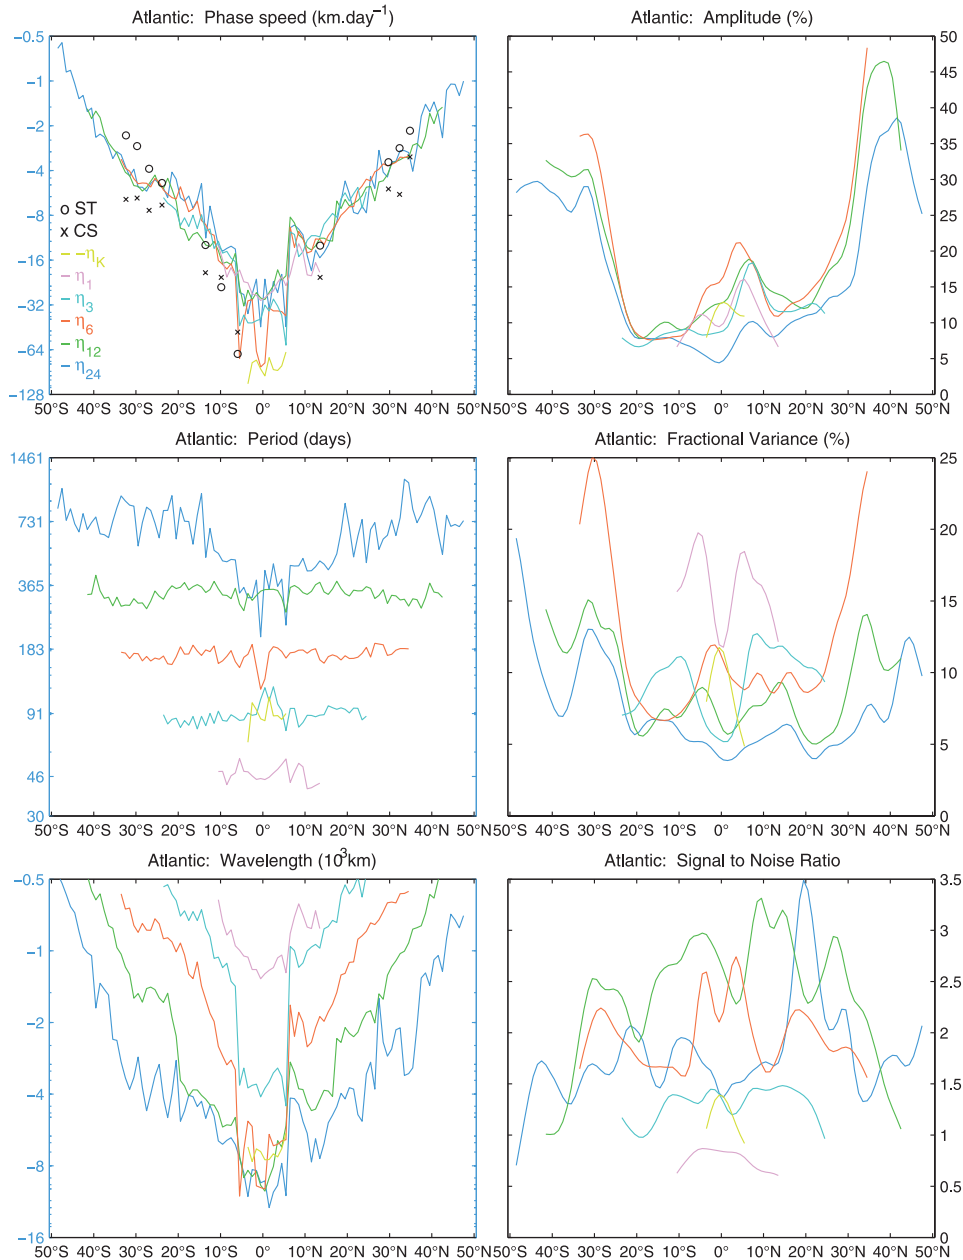 Atlantic: Phase speed (km.day⁻¹)
−0.5
−1
−2
−4
−8
−16
−32
−64
−128
o ST
x CS
η_K
η_1
η_3
η_6
η_12
η_24
50°S 40°S 30°S 20°S 10°S 0° 10°N 20°N 30°N 40°N 50°N
Atlantic: Amplitude (%)
50
45
40
35
30
25
20
15
10
5
0
50°S 40°S 30°S 20°S 10°S 0° 10°N 20°N 30°N 40°N 50°N
Atlantic: Period (days)
1461
731
365
183
91
46
30
50°S 40°S 30°S 20°S 10°S 0° 10°N 20°N 30°N 40°N 50°N
Atlantic: Fractional Variance (%)
25
20
15
10
5
0
50°S 40°S 30°S 20°S 10°S 0° 10°N 20°N 30°N 40°N 50°N
Atlantic: Wavelength (10³km)
−0.5
−1
−2
−4
−8
−16
50°S 40°S 30°S 20°S 10°S 0° 10°N 20°N 30°N 40°N 50°N
Atlantic: Signal to Noise Ratio
3.5
3
2.5
2
1.5
1
0.5
0
50°S 40°S 30°S 20°S 10°S 0° 10°N 20°N 30°N 40°N 50°N